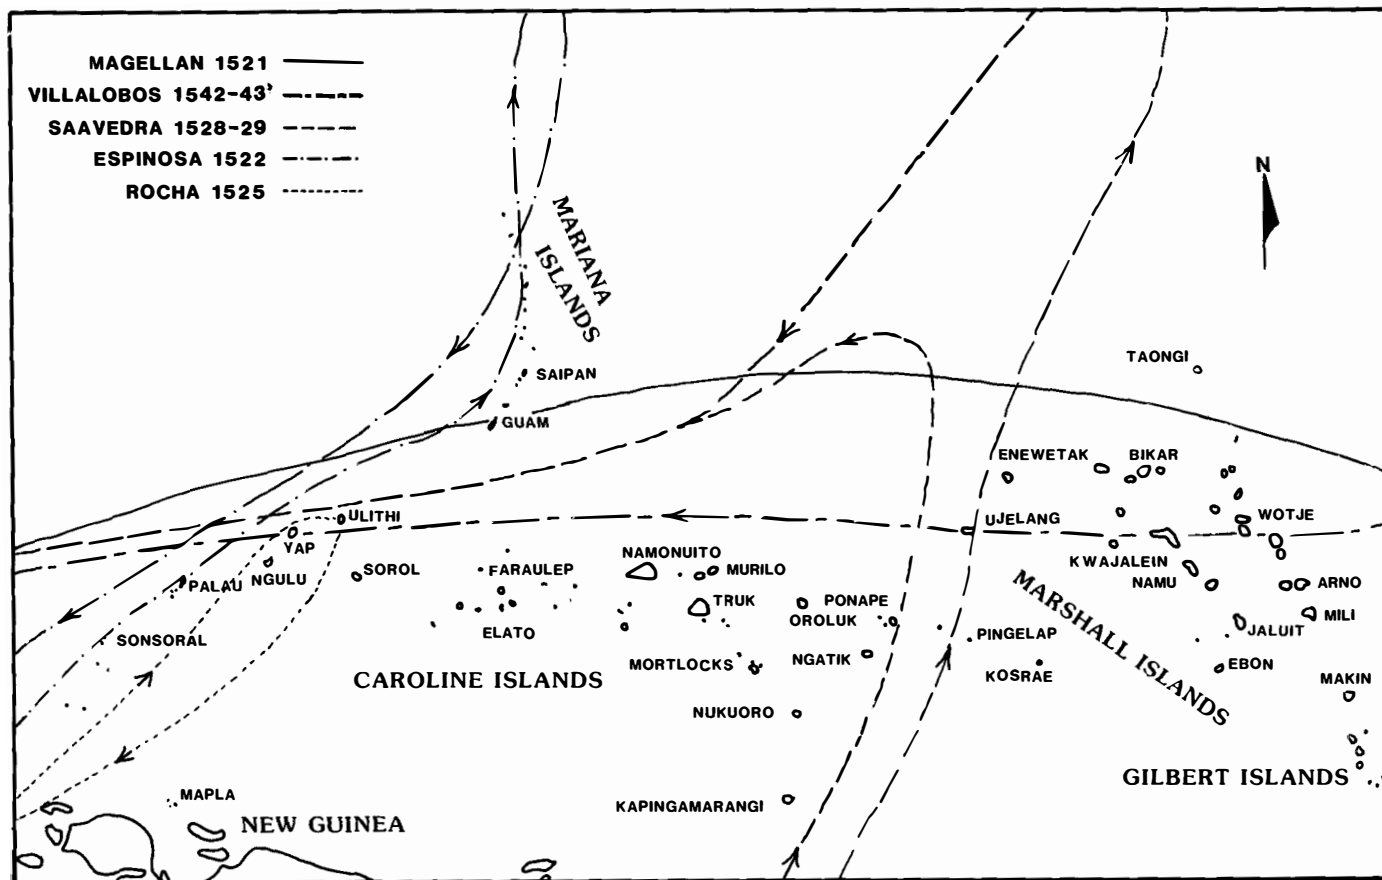 MAGELLAN 1521
VILLALOBOS 1542-43
SAAVEDRA 1528-29
ESPINOSA 1522
ROCHA 1525
N
MARIANA
ISLANDS
SAIPAN
GUAM
TAONGI
ENEWETAK
BIKAR
ULITHI
YAP
UJELANG
WOTJE
NGULU
PALAU
SOROL
FARAULEP
NAMONUITO
MURILO
KWAJALEIN
NAMU
ARNO
ELATO
TRUK
PONAPE
OROLUK
MILI
SONSORAL
MORTLOCKS
NGATIK
PINGELAP
JALUIT
KOSRAE
EBON
CAROLINE ISLANDS
MARSHALL ISLANDS
MAKIN
NUKUORO
GILBERT ISLANDS
MAPLA
KAPINGAMARANGI
NEW GUINEA